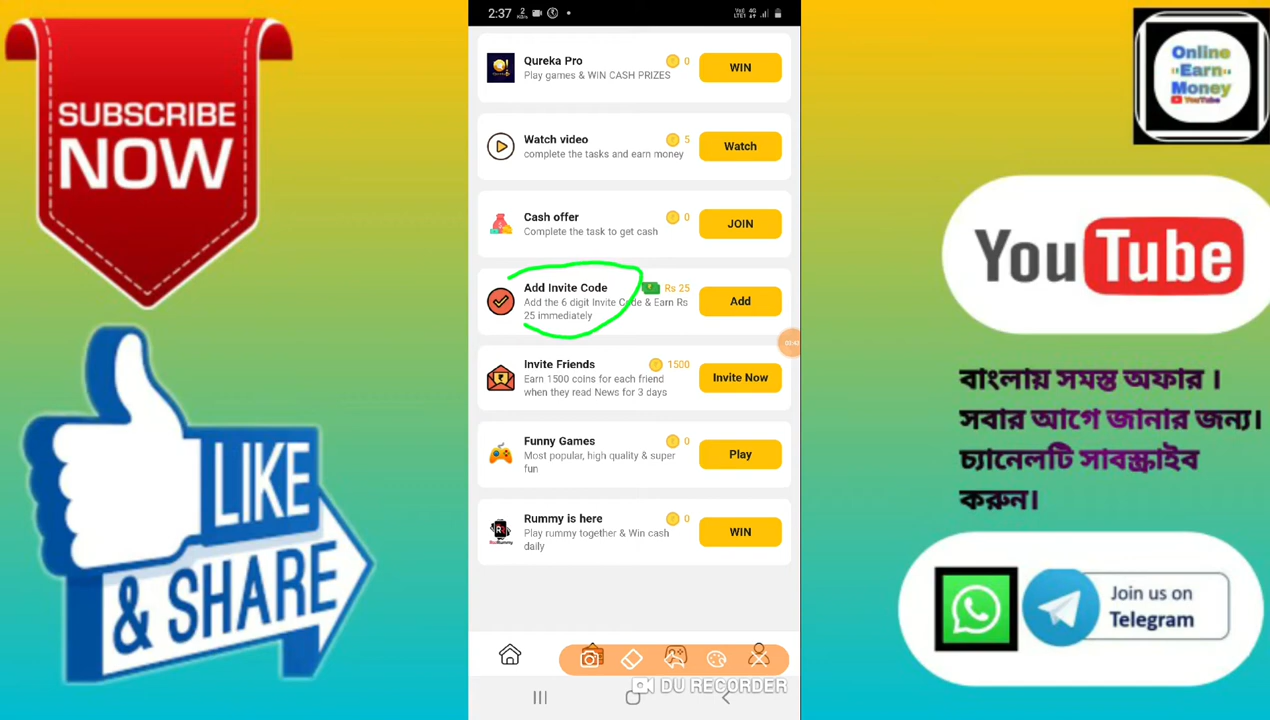 SUBSCRIBE
NOW
LIKE
& SHARE
2:37
2
KB/s
Vo)
LTE1
4G
Qureka Pro
0
Play games & WIN CASH PRIZES
WIN
Watch video
5
complete the tasks and earn money
Watch
Cash offer
0
Complete the task to get cash
JOIN
Add Invite Code
Rs 25
Add the 6 digit Invite Code & Earn Rs
25 immediately
Add
Invite Friends
1500
Earn 1500 coins for each friend
when they read News for 3 days
Invite Now
Funny Games
0
Most popular, high quality & super
fun
Play
Rummy is here
0
Play rummy together & Win cash
daily
WIN
DU RECORDER
Online
Earn
Money
YouTube
YouTube
বাংলায় সমস্ত অফার ।
সবার আগে জানার জন্য।
চ্যানেলটি সাবস্ক্রাইব
করুন।
Join us on
Telegram